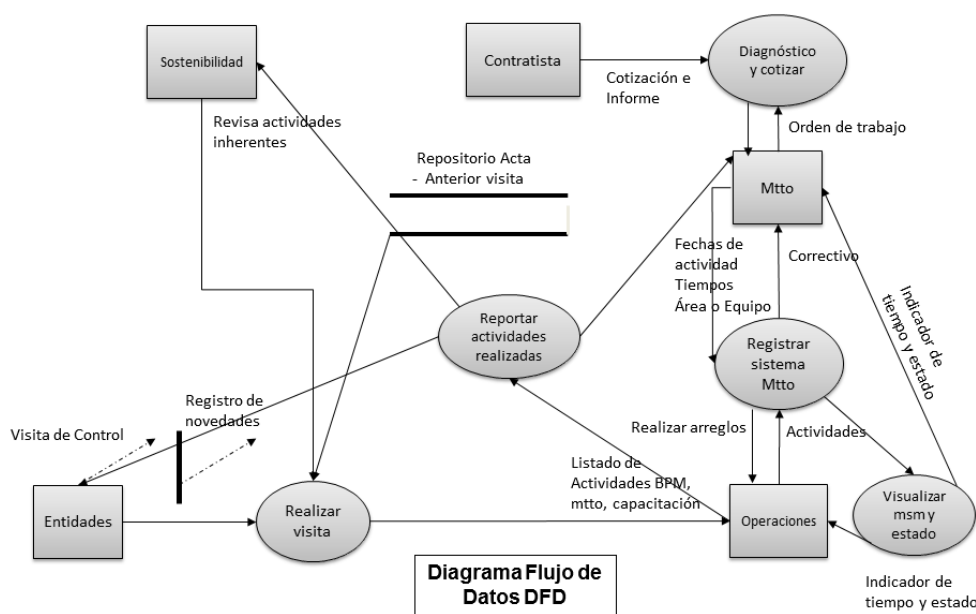 Sostenibilidad
Contratista
Diagnóstico
y cotizar
Cotización e
Informe
Revisa actividades
inherentes
Orden de trabajo
Repositorio Acta
- Anterior visita
Mtto
Fechas de
actividad
Tiempos
Área o Equipo
Correctivo
Indicador de
tiempo y estado
Reportar
actividades
realizadas
Registrar
sistema
Mtto
Registro de
novedades
Visita de Control
Realizar arreglos
Actividades
Listado de
Actividades BPM,
mtto, capacitación
Entidades
Realizar
visita
Operaciones
Visualizar
msm y
estado
Diagrama Flujo de
Datos DFD
Indicador de
tiempo y estado